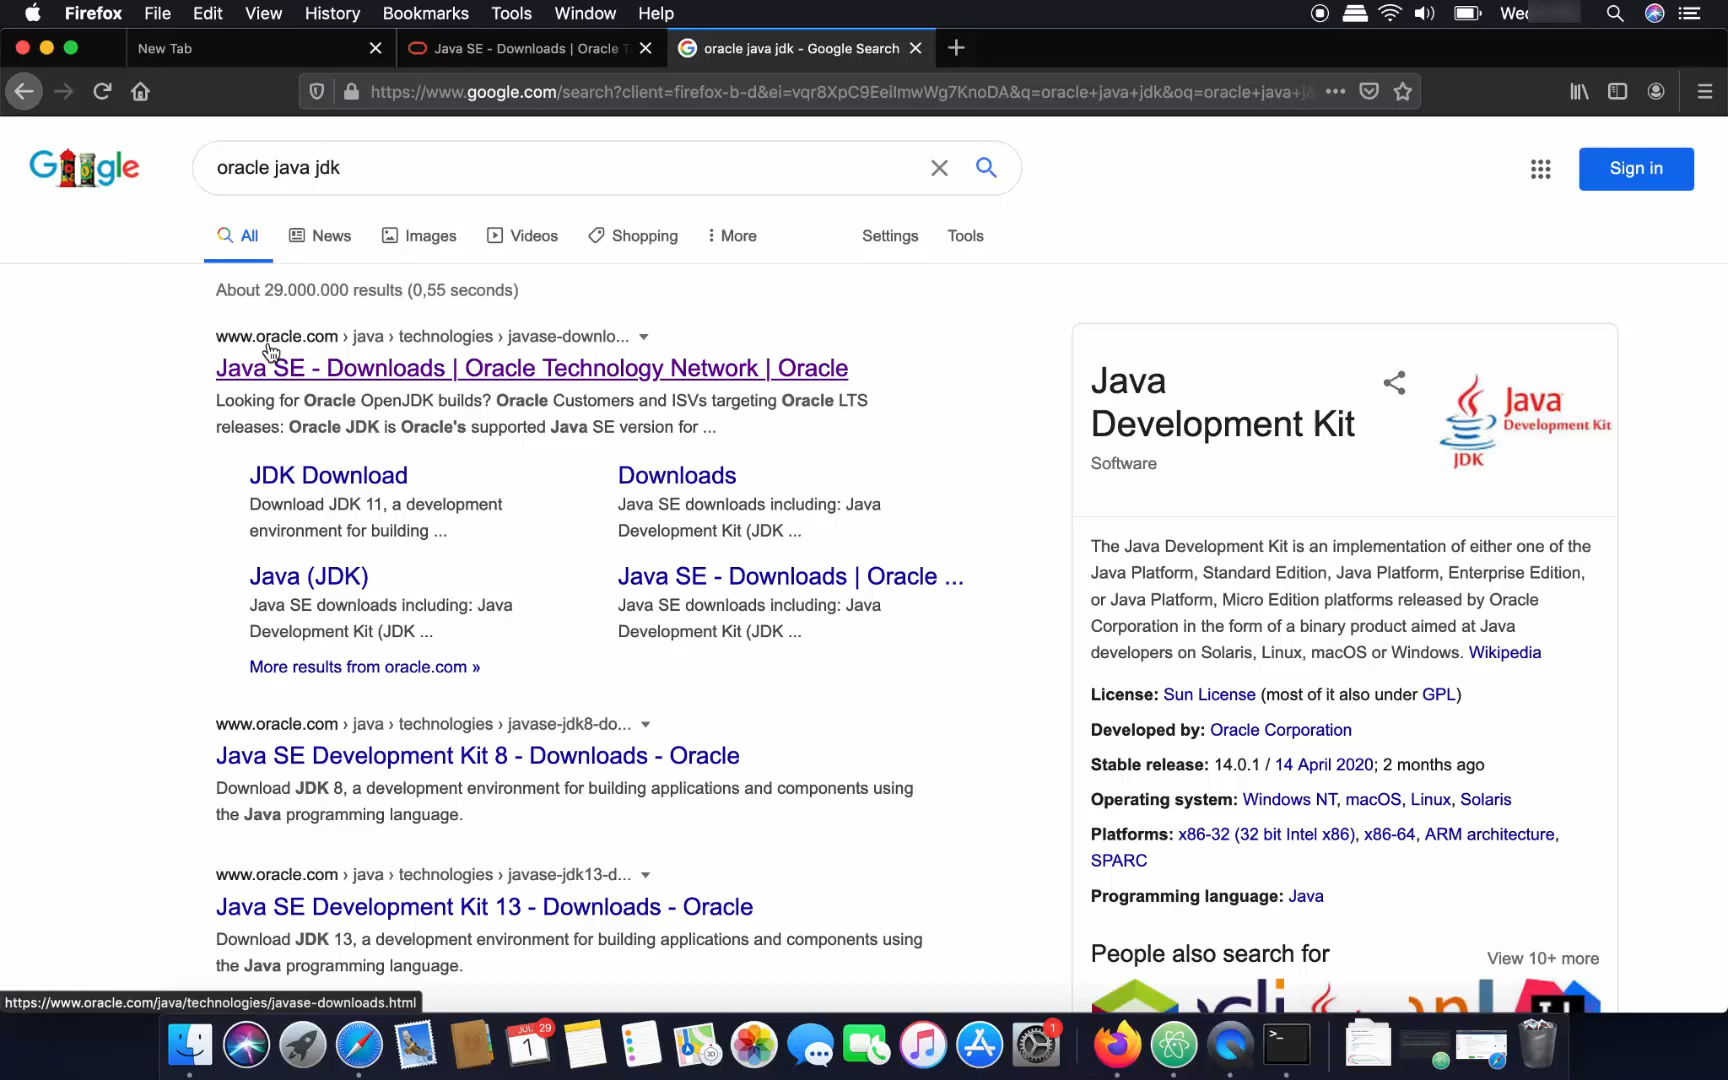 Firefox File Edit View History Bookmarks Tools Window Help
New Tab
Java SE - Downloads | Oracle
oracle java jdk - Google Search
https://www.google.com/search?client=firefox-b-d&ei=vqr8XpC9EeilmwWg7KnoDA&q=oracle+java+jdk&oq=oracle+java+
Google
oracle java jdk
Sign in
All News Images Videos Shopping More Settings Tools
About 29.000.000 results (0,55 seconds)
www.oracle.com › java › technologies › javase-downlo...
Java SE - Downloads | Oracle Technology Network | Oracle
Looking for Oracle OpenJDK builds? Oracle Customers and ISVs targeting Oracle LTS
releases: Oracle JDK is Oracle's supported Java SE version for ...
JDK Download
Download JDK 11, a development
environment for building ...
Downloads
Java SE downloads including: Java
Development Kit (JDK ...
Java (JDK)
Java SE downloads including: Java
Development Kit (JDK ...
Java SE - Downloads | Oracle ...
Java SE downloads including: Java
Development Kit (JDK ...
More results from oracle.com »
www.oracle.com › java › technologies › javase-jdk8-do...
Java SE Development Kit 8 - Downloads - Oracle
Download JDK 8, a development environment for building applications and components using
the Java programming language.
www.oracle.com › java › technologies › javase-jdk13-d...
Java SE Development Kit 13 - Downloads - Oracle
Download JDK 13, a development environment for building applications and components using
the Java programming language.
Java
Development Kit
Software
Java
Development Kit
JDK
The Java Development Kit is an implementation of either one of the
Java Platform, Standard Edition, Java Platform, Enterprise Edition,
or Java Platform, Micro Edition platforms released by Oracle
Corporation in the form of a binary product aimed at Java
developers on Solaris, Linux, macOS or Windows. Wikipedia
License: Sun License (most of it also under GPL)
Developed by: Oracle Corporation
Stable release: 14.0.1 / 14 April 2020; 2 months ago
Operating system: Windows NT, macOS, Linux, Solaris
Platforms: x86-32 (32 bit Intel x86), x86-64, ARM architecture,
SPARC
Programming language: Java
People also search for
View 10+ more
https://www.oracle.com/java/technologies/javase-downloads.html
JUL 29
1
1